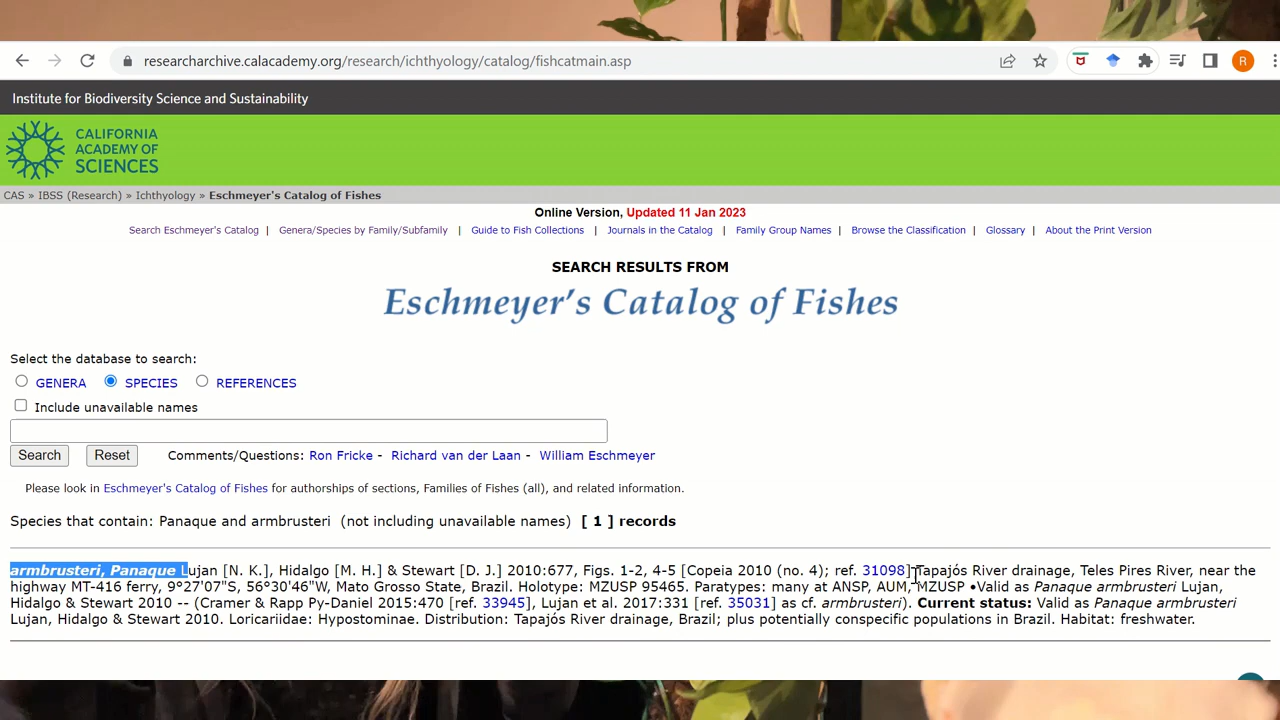 researcharchive.calacademy.org/research/ichthyology/catalog/fishcatmain.asp
R
Institute for Biodiversity Science and Sustainability
CALIFORNIA
ACADEMY OF
SCIENCES
CAS » IBSS (Research) » Ichthyology » Eschmeyer's Catalog of Fishes
Online Version, Updated 11 Jan 2023
Search Eschmeyer's Catalog | Genera/Species by Family/Subfamily | Guide to Fish Collections | Journals in the Catalog | Family Group Names | Browse the Classification | Glossary | About the Print Version
SEARCH RESULTS FROM
Eschmeyer's Catalog of Fishes
Select the database to search:
GENERA SPECIES REFERENCES
Include unavailable names
Search Reset Comments/Questions: Ron Fricke - Richard van der Laan - William Eschmeyer
Please look in Eschmeyer's Catalog of Fishes for authorships of sections, Families of Fishes (all), and related information.
Species that contain: Panaque and armbrusteri (not including unavailable names) [ 1 ] records
armbrusteri, Panaque Lujan [N. K.], Hidalgo [M. H.] & Stewart [D. J.] 2010:677, Figs. 1-2, 4-5 [Copeia 2010 (no. 4); ref. 31098] Tapajós River drainage, Teles Pires River, near the
highway MT-416 ferry, 9°27'07"S, 56°30'46"W, Mato Grosso State, Brazil. Holotype: MZUSP 95465. Paratypes: many at ANSP, AUM, MZUSP •Valid as Panaque armbrusteri Lujan,
Hidalgo & Stewart 2010 -- (Cramer & Rapp Py-Daniel 2015:470 [ref. 33945], Lujan et al. 2017:331 [ref. 35031] as cf. armbrusteri). Current status: Valid as Panaque armbrusteri
Lujan, Hidalgo & Stewart 2010. Loricariidae: Hypostominae. Distribution: Tapajós River drainage, Brazil; plus potentially conspecific populations in Brazil. Habitat: freshwater.